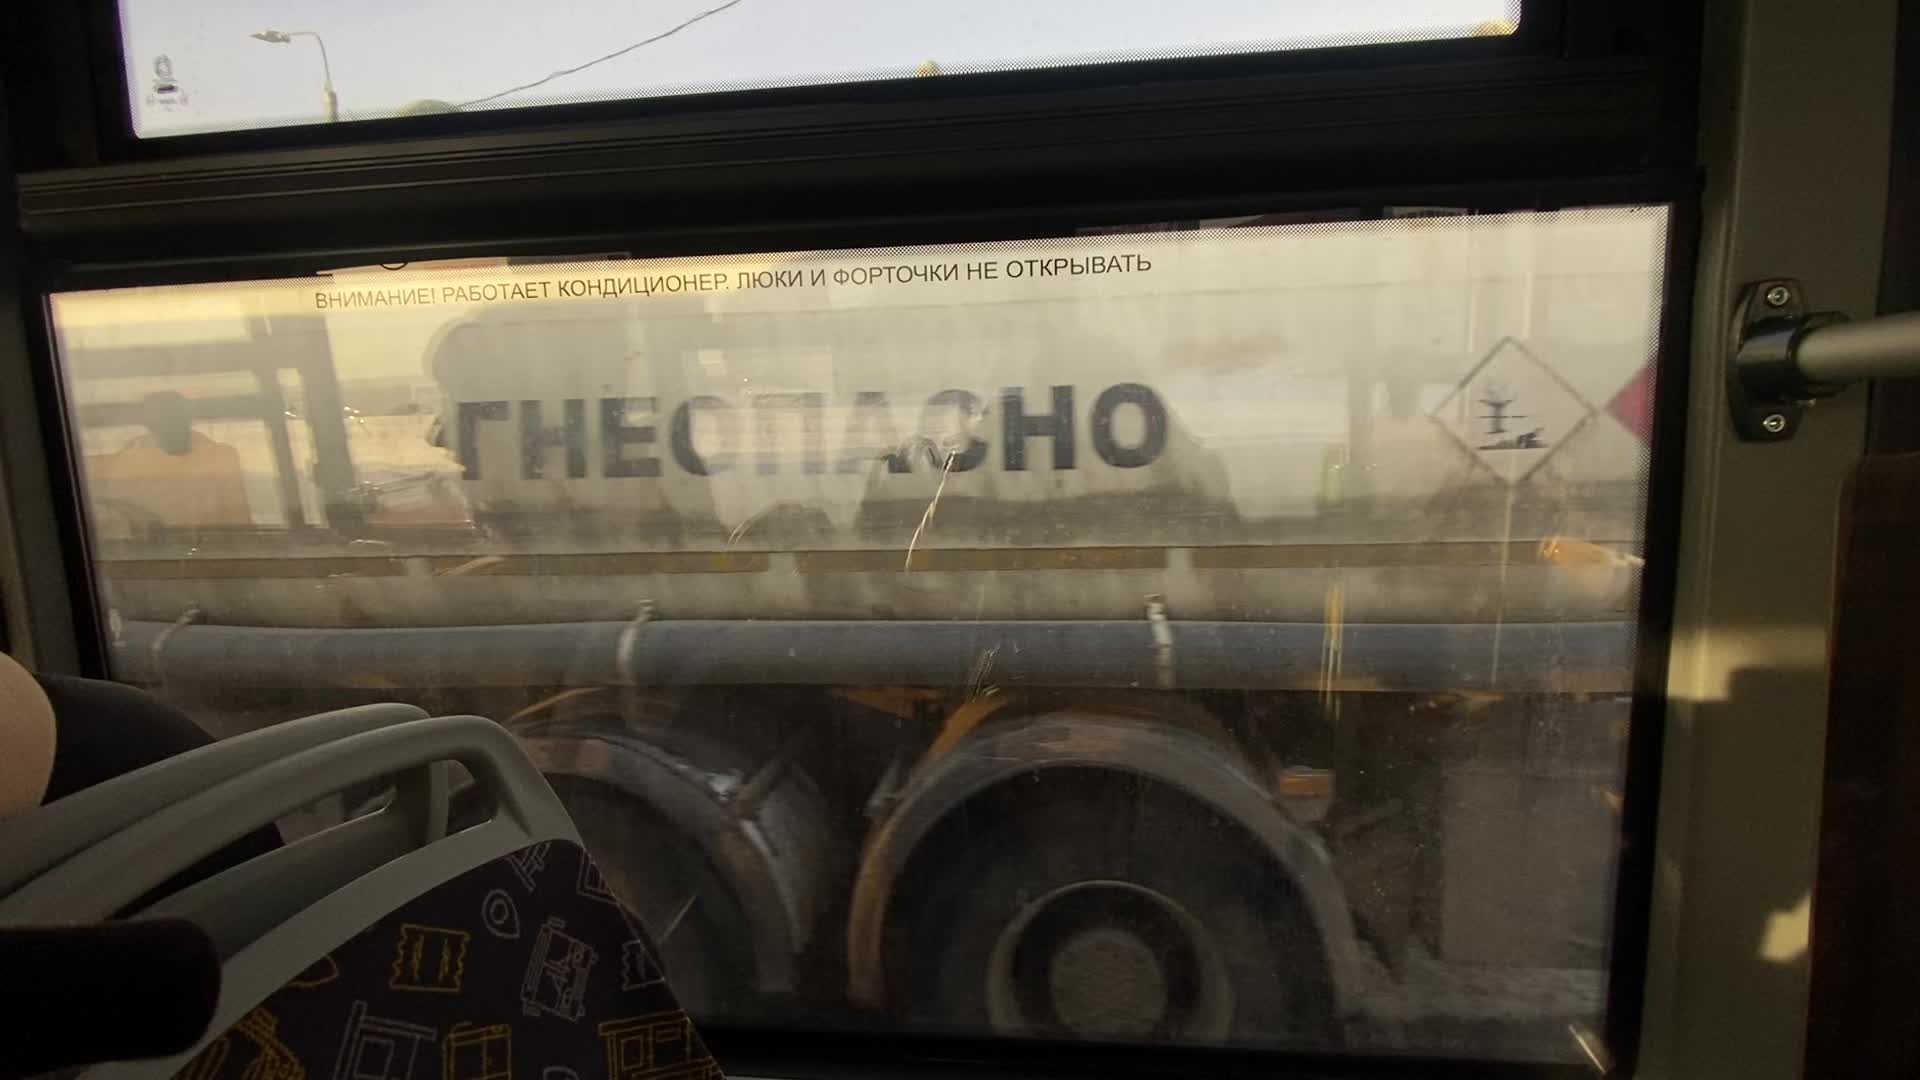 ВНИМАНИЕ! РАБОТАЕТ КОНДИЦИОНЕР. ЛЮКИ И ФОРТОЧКИ НЕ ОТКРЫВАТЬ
ГНЕОПАСНО